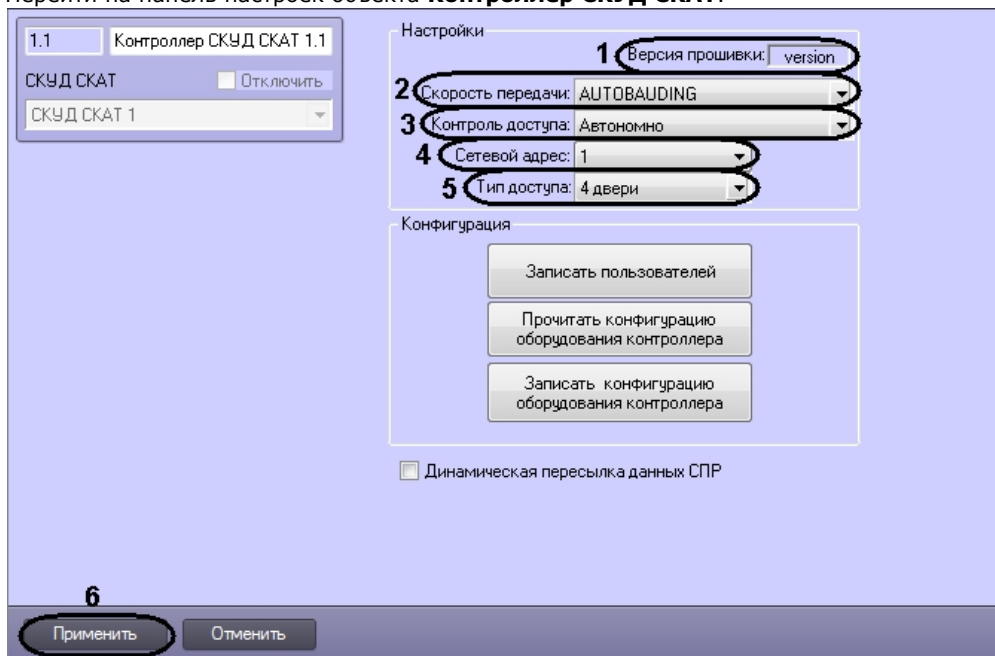 Перейти на панель настроек объекта Контроллер СКУД СКАТ.
1.1 Контроллер СКУД СКАТ 1.1
СКУД СКАТ Отключить
СКУД СКАТ 1
Настройки
1 Версия прошивки: version
2 Скорость передачи: AUTOBAUDING
3 Контроль доступа: Автономно
4 Сетевой адрес: 1
5 Тип доступа: 4 двери
Конфигурация
Записать пользователей
Прочитать конфигурацию
оборудования контроллера
Записать конфигурацию
оборудования контроллера
Динамическая пересылка данных СПР
6
Применить Отменить